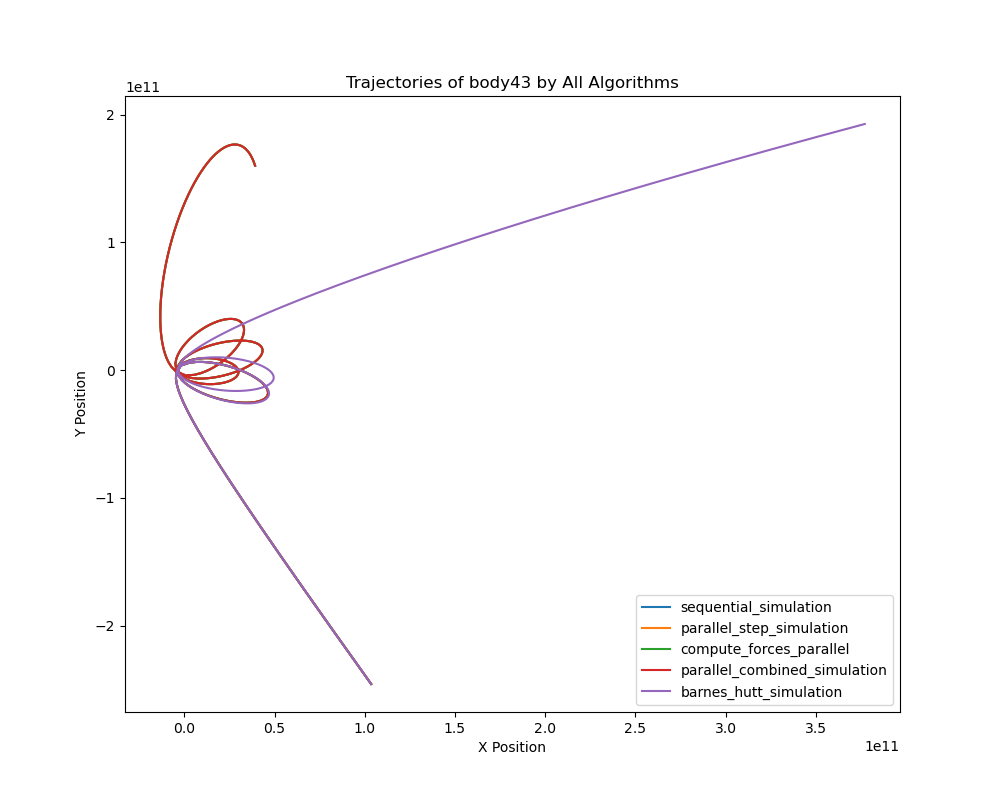 Trajectories of body43 by All Algorithms
1e11
2
1
0
−1
−2
Y Position
0.0 0.5 1.0 1.5 2.0 2.5 3.0 3.5
X Position
1e11
sequential_simulation
parallel_step_simulation
compute_forces_parallel
parallel_combined_simulation
barnes_hutt_simulation